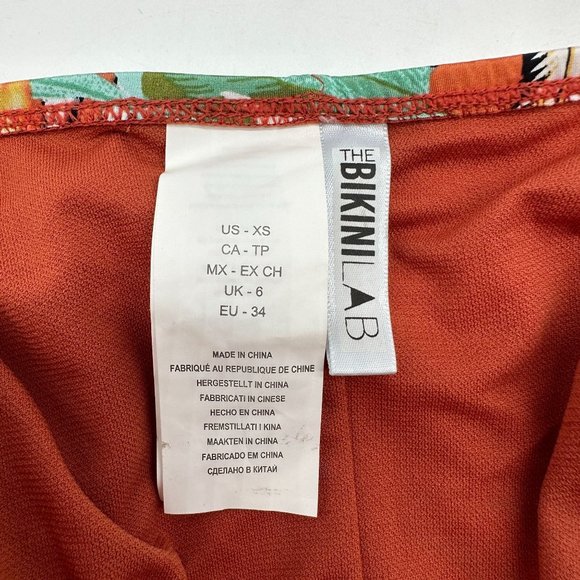 US - XS
CA - TP
MX - EX CH
UK - 6
EU - 34
MADE IN CHINA
FABRIQUÉ AU REPUBLIQUE DE CHINE
HERGESTELLT IN CHINA
FABBRICATI IN CINESE
HECHO EN CHINA
FREMSTILLATI I KINA
MAAKTEN IN CHINA
FABRICADO EM CHINA
СДЕЛАНО В КИТАЙ
THE
BIKINI LAB